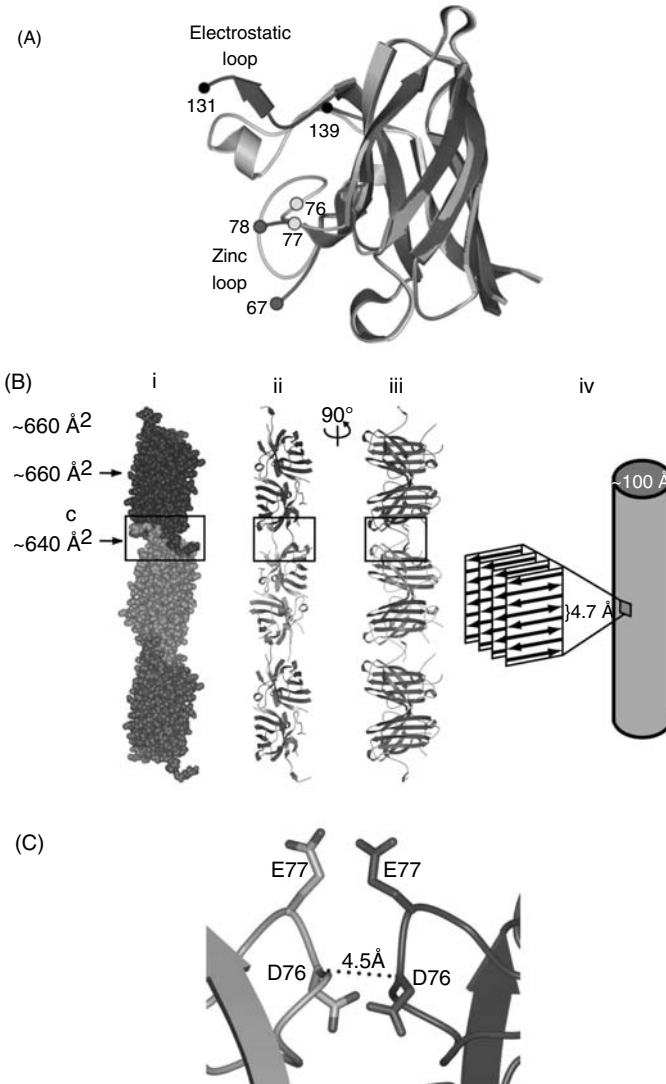 (A)
Electrostatic
loop
131
139
76
78
77
Zinc
loop
67
(B)
i
ii
iii
iv
90°
~660 Å2
~660 Å2
c
~640 Å2
~100 Å
}4.7 Å
(C)
E77
E77
4.5Å
D76
D76